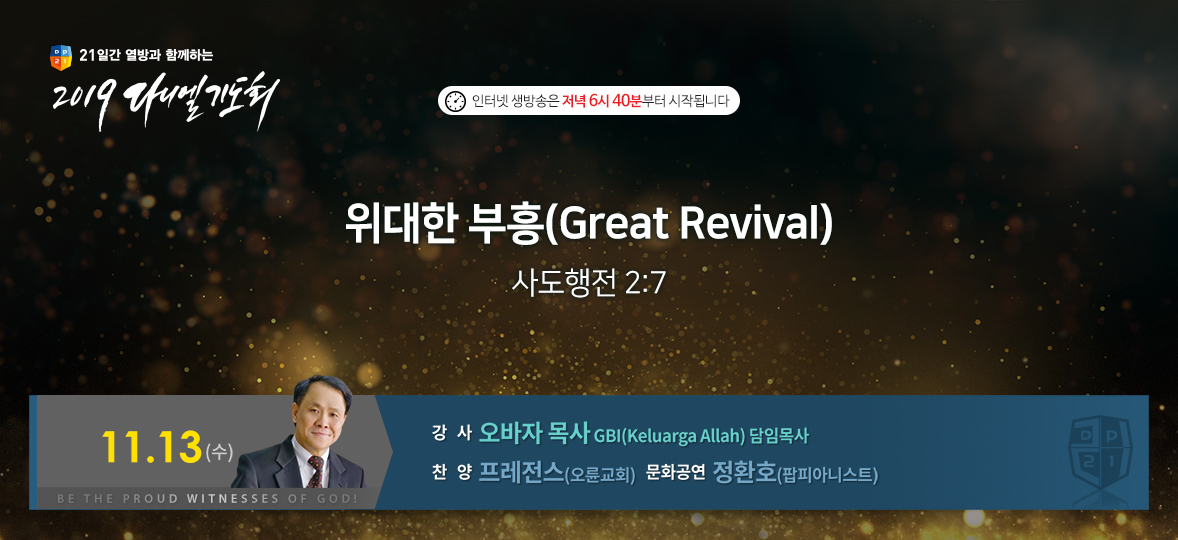 DP
21
21일간 열방과 함께하는
2019 다니엘기도회
인터넷 생방송은 저녁 6시 40분부터 시작됩니다
위대한 부흥(Great Revival)
사도행전 2:7
11.13(수)
BE THE PROUD WITNESSES OF GOD!
강 사 오바자 목사 GBI(Keluarga Allah) 담임목사
찬 양 프레전스(오륜교회) 문화공연 정환호(팝피아니스트)
DP
21